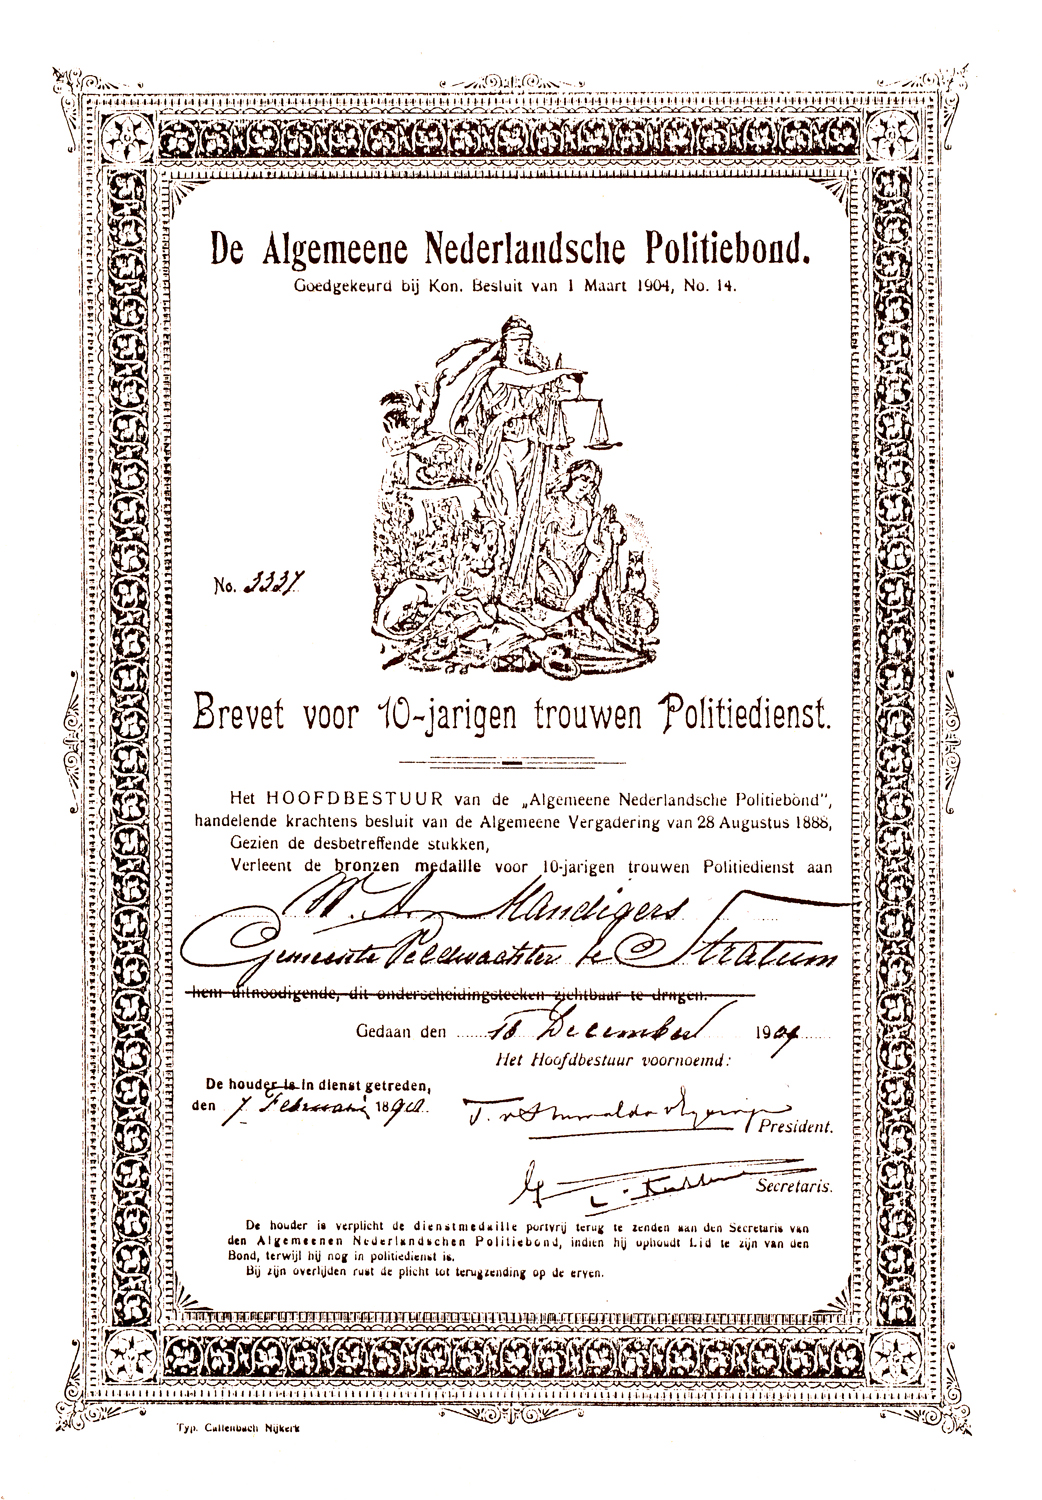 De Algemeene Nederlandsche Politiebond.
Goedgekeurd bij Kon. Besluit van 1 Maart 1904, No. 14.
No. 3337
Brevet voor 10-jarigen trouwen Politiedienst.
Het HOOFDBESTUUR van de „Algemeene Nederlandsche Politiebond”,
handelende krachtens besluit van de Algemeene Vergadering van 28 Augustus 1888,
Gezien de desbetreffende stukken,
Verleent de bronzen medaille voor 10-jarigen trouwen Politiedienst aan
W. A. Mandigers
Gemeente Veldwachter te Stratum
hem uitnoodigende, dit onderscheidingsteeken zichtbaar te dragen.
Gedaan den 16 December 190
Het Hoofdbestuur voornoemd:
De houder is in dienst getreden,
den 7 Februari 189
President.
Secretaris.
De houder is verplicht de dienstmedaille portvrij terug te zenden aan den Secretaris van
den Algemeenen Nederlandschen Politiebond, indien hij ophoudt Lid te zijn van den
Bond, terwijl hij nog in politiedienst is.
Bij zijn overlijden rust de plicht tot terugzending op de erven.
Typ. Callenbach Nijkerk